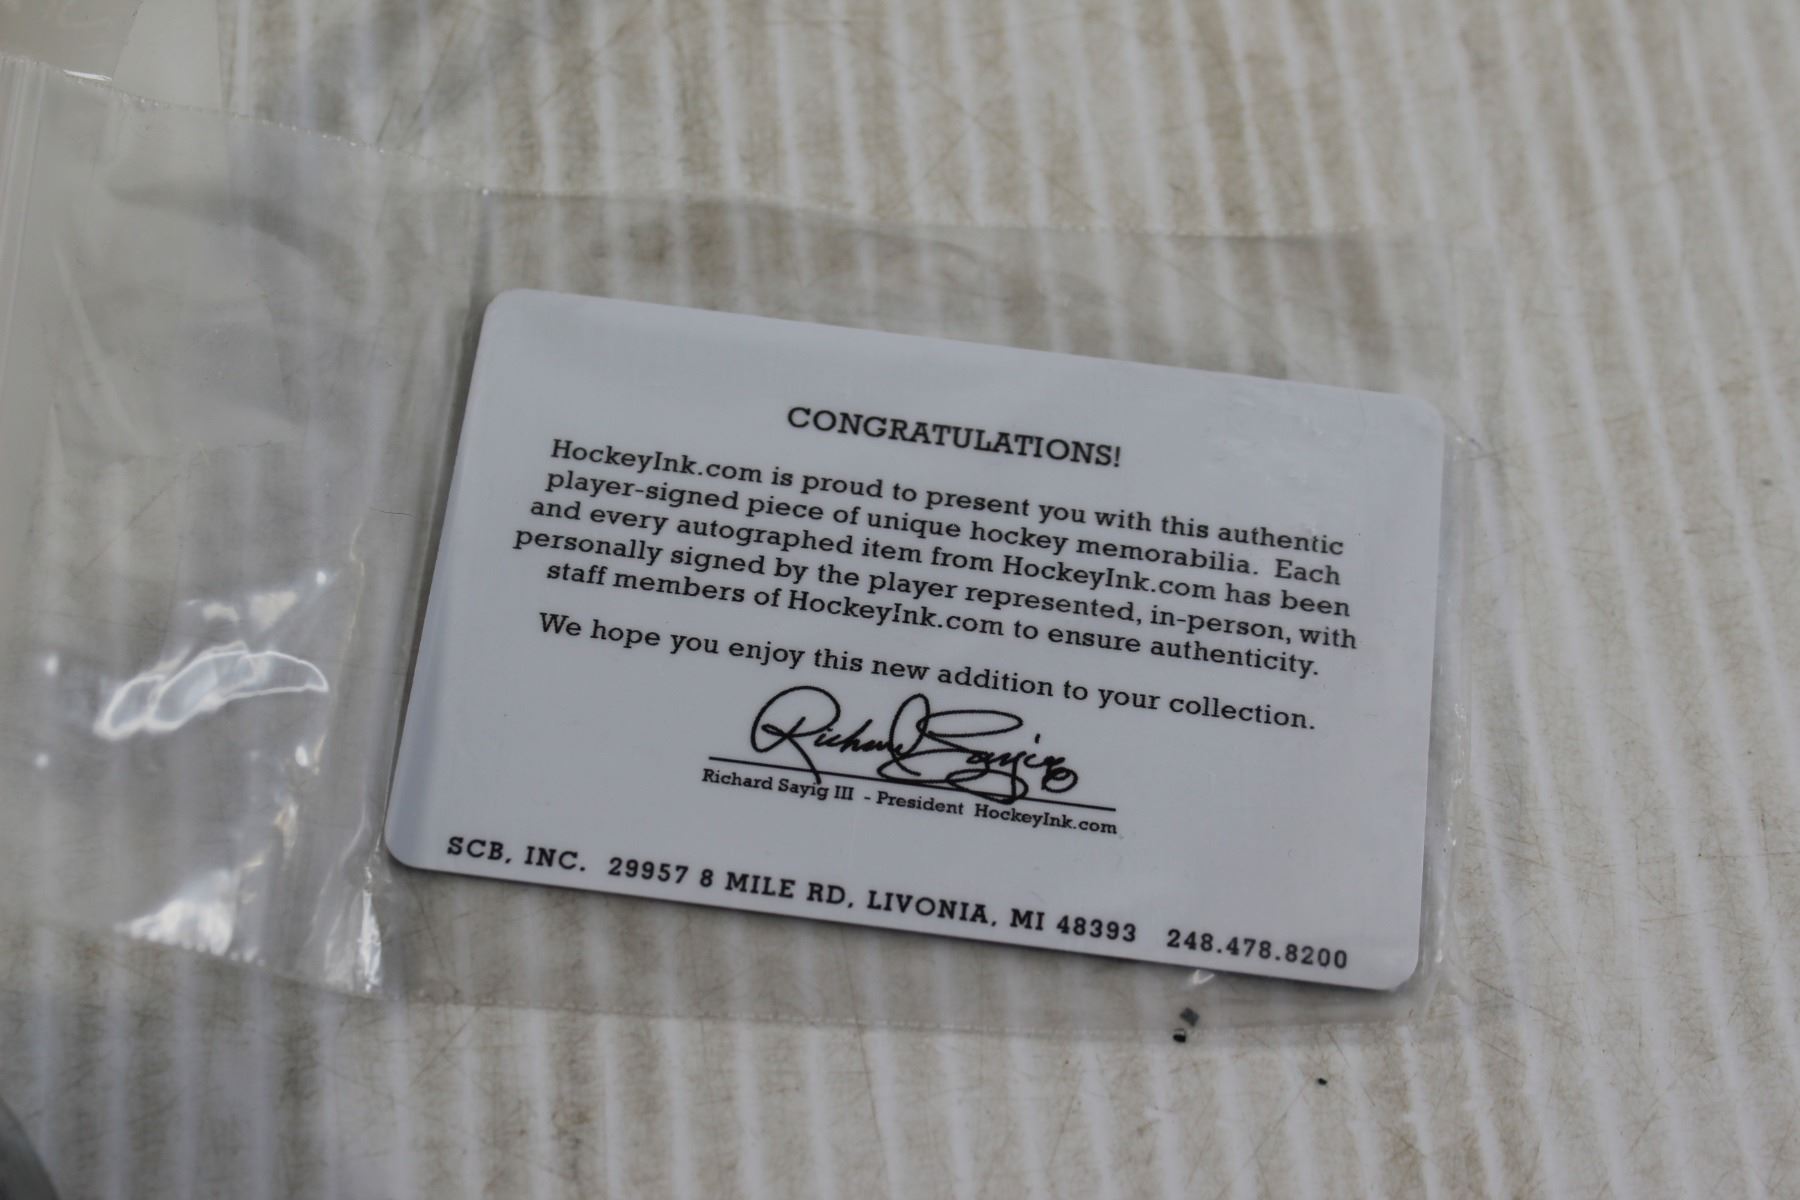 CONGRATULATIONS!
HockeyInk.com is proud to present you with this authentic
player-signed piece of unique hockey memorabilia. Each
and every autographed item from HockeyInk.com has been
personally signed by the player represented, in-person, with
staff members of HockeyInk.com to ensure authenticity.
We hope you enjoy this new addition to your collection.
Richard Sayig III - President HockeyInk.com
SCB, INC. 29957 8 MILE RD, LIVONIA, MI 48393 248.478.8200